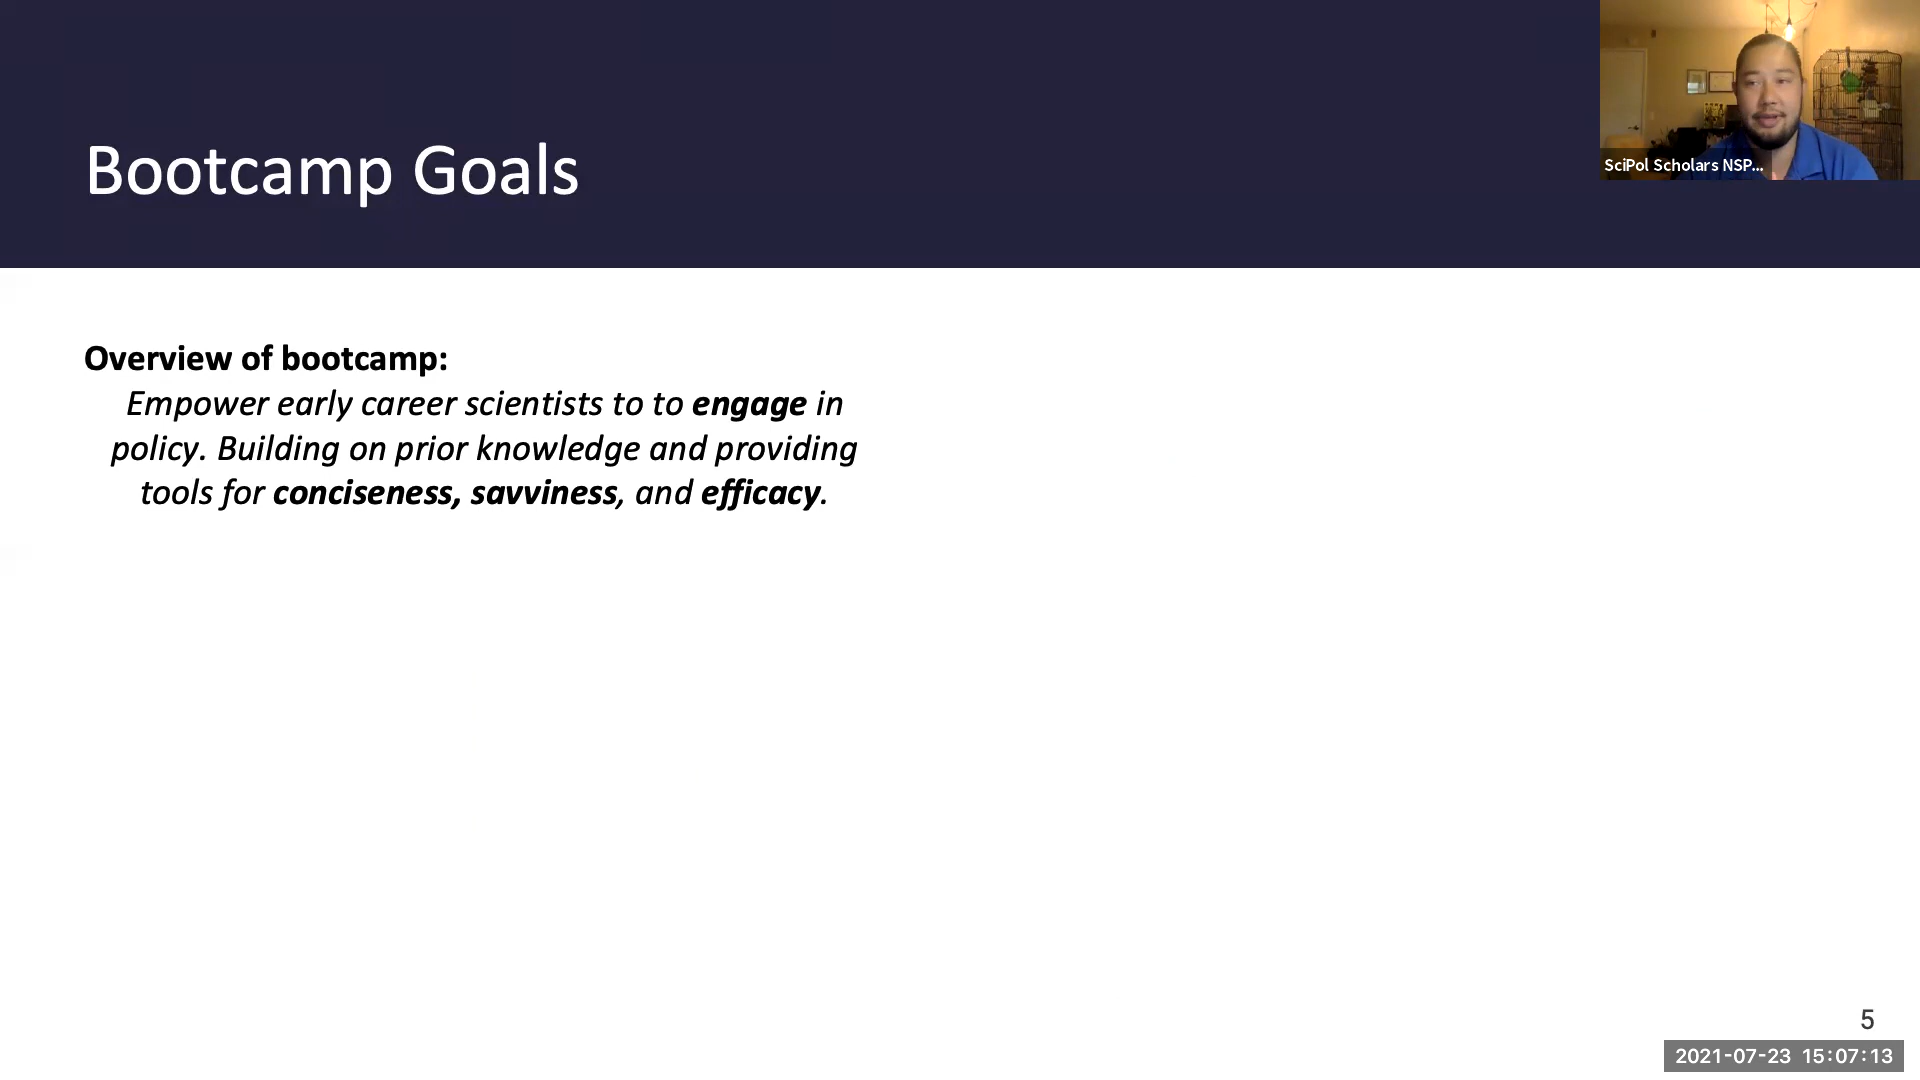 Bootcamp Goals
SciPol Scholars NSP...
Overview of bootcamp:
Empower early career scientists to to engage in
policy. Building on prior knowledge and providing
tools for conciseness, savviness, and efficacy.
5
2021-07-23 15:07:13